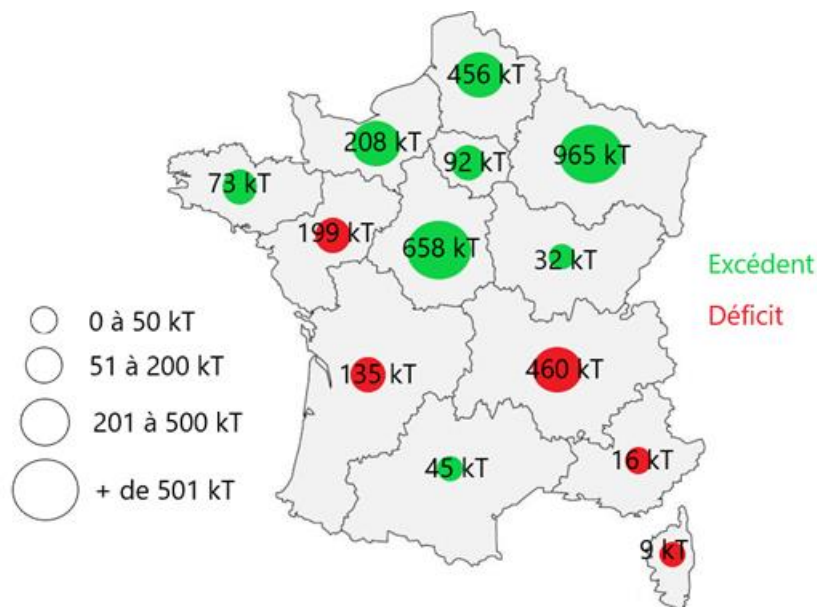 456 kT
208 kT
92 kT
965 kT
73 kT
199 kT
658 kT
32 kT
Excédent
Déficit
0 à 50 kT
51 à 200 kT
201 à 500 kT
+ de 501 kT
135 kT
460 kT
45 kT
16 kT
9 kT